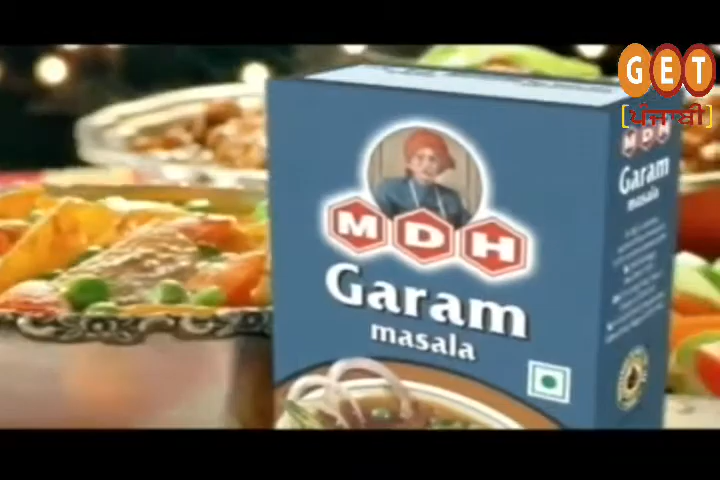 GET
[ਪੰਜਾਬੀ]
MDH
Garam
masala
MDH
Garam
masala